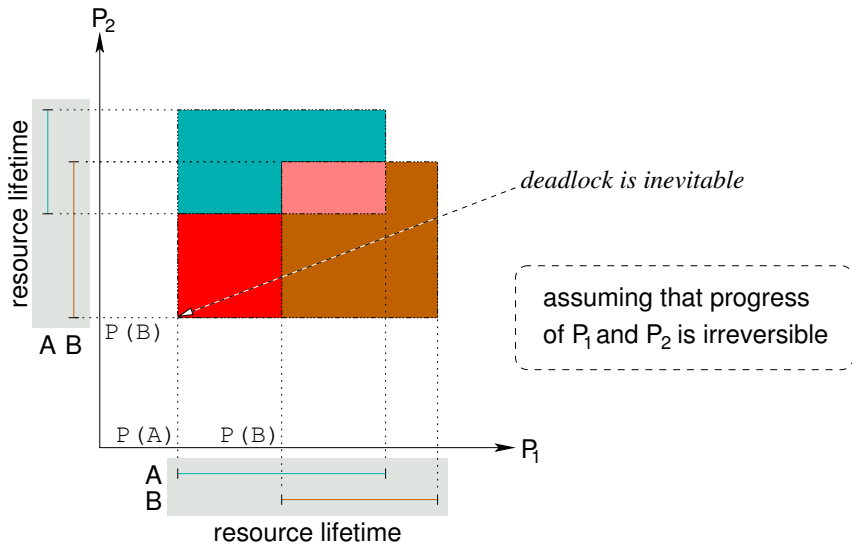 P2
resource lifetime
deadlock is inevitable
assuming that progress
of P1 and P2 is irreversible
A B
P(B)
P(A) P(B)
P1
A
B
resource lifetime